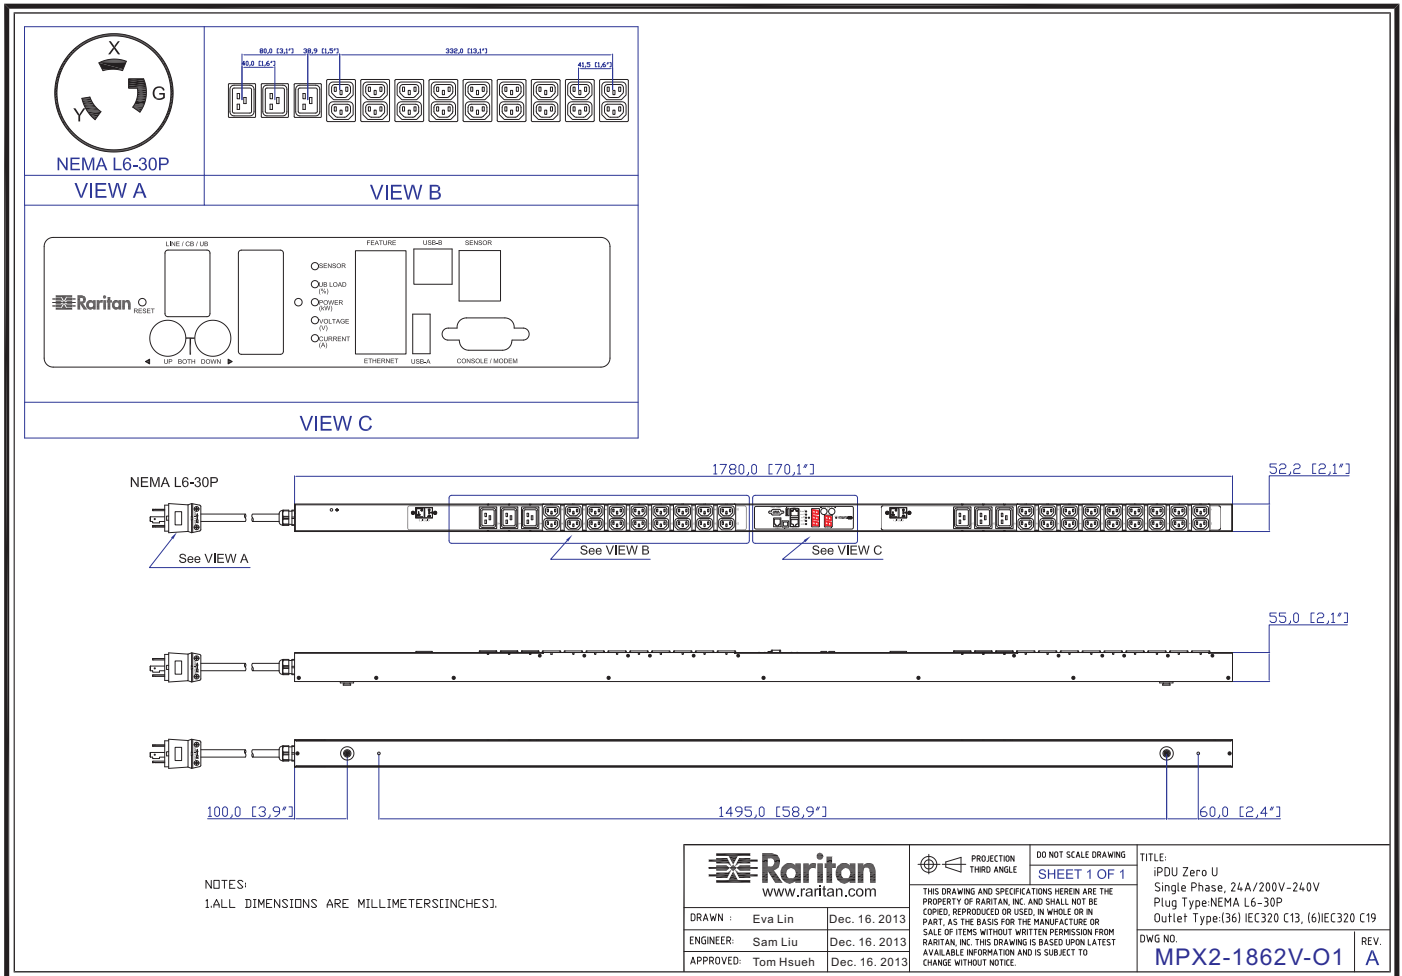 X
G
Y
NEMA L6-30P
VIEW A
80,0 [3,1"]
38,9 [1,5"]
332,0 [13,1"]
40,0 [1,6"]
41,5 [1,6"]
VIEW B
LINE / CB / UB
FEATURE
USB-B
SENSOR
SENSOR
UB LOAD
(%)
Raritan
RESET
POWER
(kW)
VOLTAGE
(V)
CURRENT
(A)
UP BOTH DOWN
ETHERNET
USB-A
CONSOLE / MODEM
VIEW C
1780,0 [70,1"]
52,2 [2,1"]
NEMA L6-30P
See VIEW A
See VIEW B
See VIEW C
55,0 [2,1"]
100,0 [3,9"]
1495,0 [58,9"]
60,0 [2,4"]
NOTES:
1.ALL DIMENSIONS ARE MILLIMETERS[INCHES].
Raritan
www.raritan.com
DRAWN : Eva Lin Dec. 16. 2013
ENGINEER: Sam Liu Dec. 16. 2013
APPROVED: Tom Hsueh Dec. 16. 2013
PROJECTION
THIRD ANGLE
DO NOT SCALE DRAWING
SHEET 1 OF 1
THIS DRAWING AND SPECIFICATIONS HEREIN ARE THE
PROPERTY OF RARITAN, INC. AND SHALL NOT BE
COPIED, REPRODUCED OR USED, IN WHOLE OR IN
PART, AS THE BASIS FOR THE MANUFACTURE OR
SALE OF ITEMS WITHOUT WRITTEN PERMISSION FROM
RARITAN, INC. THIS DRAWING IS BASED UPON LATEST
AVAILABLE INFORMATION AND IS SUBJECT TO
CHANGE WITHOUT NOTICE.
TITLE:
iPDU Zero U
Single Phase, 24A/200V-240V
Plug Type:NEMA L6-30P
Outlet Type:(36) IEC320 C13, (6)IEC320 C19
DWG NO.
MPX2-1862V-O1
REV.
A